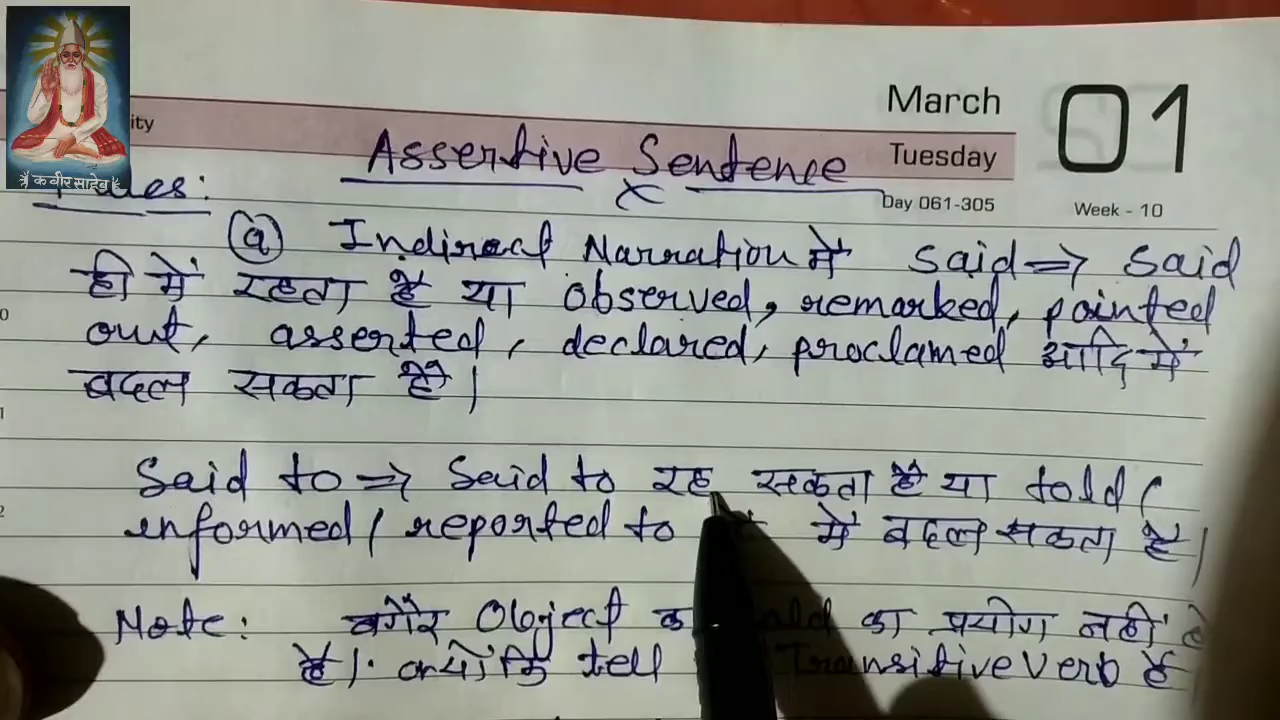 March
01
ity
Assertive Sentence
Tuesday
Day 061-305
Week - 10
र्हँ कबीर साहेब र्हँ
(a) Indirect Narration में said ⇒ said
ही में रहता है या observed, remarked, pointed
out, asserted, declared, proclamed आदि में
बदल सकता है।
Said to ⇒ Said to रह सकता है या told /
informed / reported to में बदल सकता है।
Note: बगैर Object का प्रयोग नहीं
है। क्योंकि tell Transitive verb है